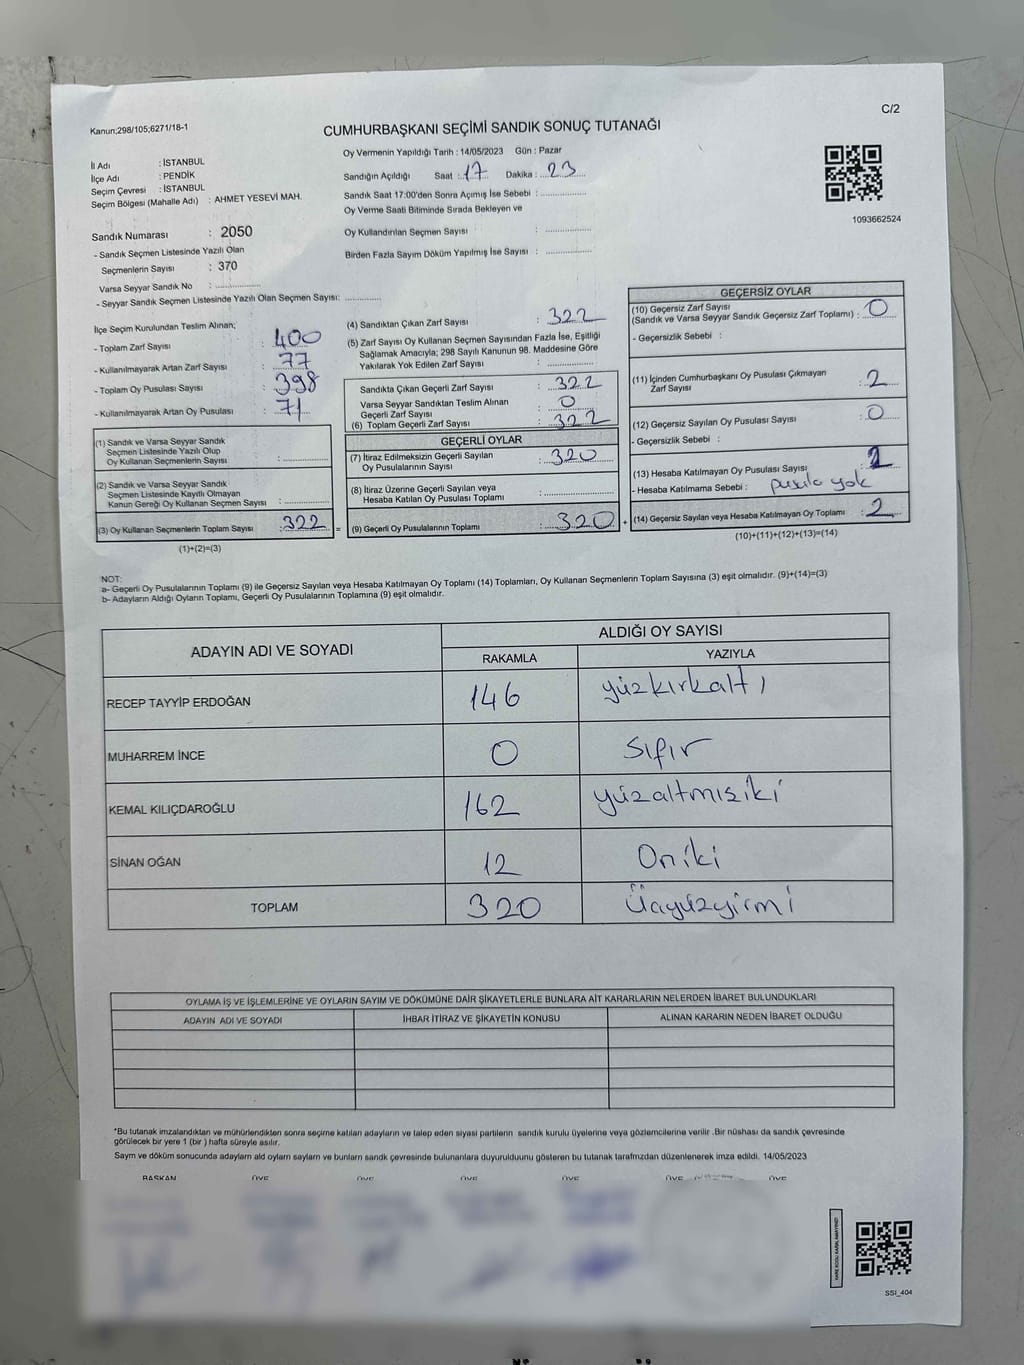 C/2
Kanun;298/105;6271/18-1
CUMHURBAŞKANI SEÇİMİ SANDIK SONUÇ TUTANAĞI
İl Adı : İSTANBUL
İlçe Adı : PENDİK
Seçim Çevresi : İSTANBUL
Seçim Bölgesi (Mahalle Adı) : AHMET YESEVİ MAH.
Oy Vermenin Yapıldığı Tarih : 14/05/2023 Gün : Pazar
Sandığın Açıldığı Saat : 17 Dakika : 23
Sandık Saat 17:00'den Sonra Açımış İse Sebebi :
Oy Verme Saati Bitiminde Sırada Bekleyen ve
Oy Kullandırılan Seçmen Sayısı :
Birden Fazla Sayım Döküm Yapılmış İse Sayısı :
1093662524
Sandık Numarası : 2050
- Sandık Seçmen Listesinde Yazılı Olan
Seçmenlerin Sayısı : 370
Varsa Seyyar Sandık No :
- Seyyar Sandık Seçmen Listesinde Yazılı Olan Seçmen Sayısı:
İlçe Seçim Kurulundan Teslim Alınan;
- Toplam Zarf Sayısı : 400
- Kullanılmayarak Artan Zarf Sayısı : 77
- Toplam Oy Pusulası Sayısı : 398
- Kullanılmayarak Artan Oy Pusulası : 71
(1) Sandık ve Varsa Seyyar Sandık
Seçmen Listesinde Yazılı Olup
Oy Kullanan Seçmenlerin Sayısı :
(2) Sandık ve Varsa Seyyar Sandık
Seçmen Listesinde Kayıtlı Olmayan
Kanun Gereği Oy Kullanan Seçmen Sayısı :
(3) Oy Kullanan Seçmenlerin Toplam Sayısı : 322 =
(1)+(2)=(3)
(4) Sandıktan Çıkan Zarf Sayısı : 322
(5) Zarf Sayısı Oy Kullanan Seçmen Sayısından Fazla İse, Eşitliği
Sağlamak Amacıyla; 298 Sayılı Kanunun 98. Maddesine Göre
Yakılarak Yok Edilen Zarf Sayısı :
Sandıkta Çıkan Geçerli Zarf Sayısı : 322
Varsa Seyyar Sandıktan Teslim Alınan
Geçerli Zarf Sayısı : 0
(6) Toplam Geçerli Zarf Sayısı : 322
GEÇERLİ OYLAR
(7) İtiraz Edilmeksizin Geçerli Sayılan
Oy Pusulalarının Sayısı : 320
(8) İtiraz Üzerine Geçerli Sayılan veya
Hesaba Katılan Oy Pusulası Toplamı :
(9) Geçerli Oy Pusulalarının Toplamı : 320 +
GEÇERSİZ OYLAR
(10) Geçersiz Zarf Sayısı
(Sandık ve Varsa Seyyar Sandık Geçersiz Zarf Toplamı) : 0
- Geçersizlik Sebebi :
(11) İçinden Cumhurbaşkanı Oy Pusulası Çıkmayan
Zarf Sayısı : 2
(12) Geçersiz Sayılan Oy Pusulası Sayısı : 0
- Geçersizlik Sebebi :
(13) Hesaba Katılmayan Oy Pusulası Sayısı :
- Hesaba Katılmama Sebebi : pusula yok
(14) Geçersiz Sayılan veya Hesaba Katılmayan Oy Toplamı : 2
(10)+(11)+(12)+(13)=(14)
NOT:
a- Geçerli Oy Pusulalarının Toplamı (9) ile Geçersiz Sayılan veya Hesaba Katılmayan Oy Toplamı (14) Toplamları, Oy Kullanan Seçmenlerin Toplam Sayısına (3) eşit olmalıdır. (9)+(14)=(3)
b- Adayların Aldığı Oyların Toplamı, Geçerli Oy Pusulalarının Toplamına (9) eşit olmalıdır.
ADAYIN ADI VE SOYADI
ALDIĞI OY SAYISI
RAKAMLA YAZIYLA
RECEP TAYYİP ERDOĞAN 146 yüzkırkaltı
MUHARREM İNCE 0 sıfır
KEMAL KILIÇDAROĞLU 162 yüzaltmışiki
SİNAN OĞAN 12 Oniki
TOPLAM 320 Üçyüzyirmi
OYLAMA İŞ VE İŞLEMLERİNE VE OYLARIN SAYIM VE DÖKÜMÜNE DAİR ŞİKAYETLERLE BUNLARA AİT KARARLARIN NELERDEN İBARET BULUNDUKLARI
ADAYIN ADI VE SOYADI İHBAR İTİRAZ VE ŞİKAYETİN KONUSU ALINAN KARARIN NEDEN İBARET OLDUĞU
*Bu tutanak imzalandıktan ve mühürlendikten sonra seçime katılan adayların ve talep eden siyasi partilerin sandık kurulu üyelerine veya gözlemcilerine verilir .Bir nüshası da sandık çevresinde
görülecek bir yere 1 (bir ) hafta süreyle asılır.
Sayım ve döküm sonucunda adayların ald oyların sayların ve bunların sandk çevresinde bulunanlara duyurulduunu gösteren bu tutanak tarafmzdan düzenlenerek imza edildi. 14/05/2023
BAŞKAN ÜYE ÜYE ÜYE ÜYE ÜYE ÜYE
SSI_404